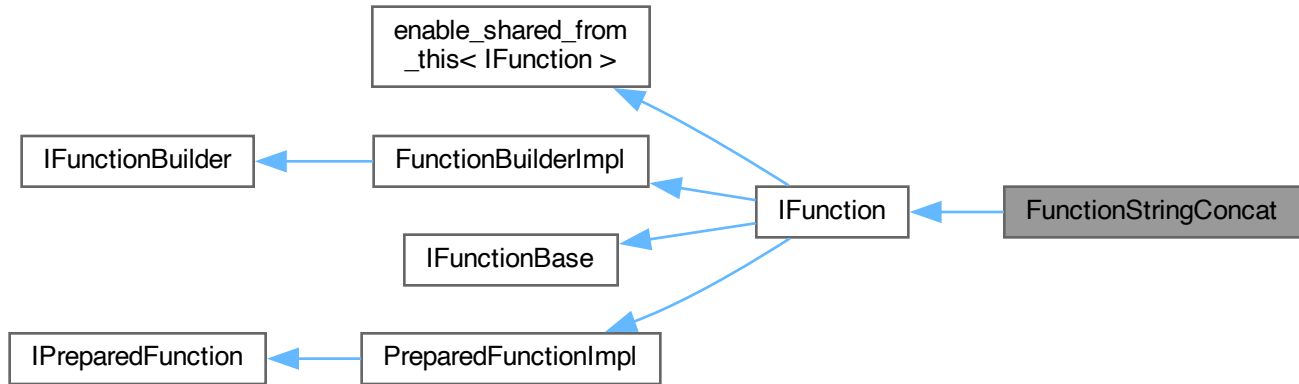 enable_shared_from
_this< IFunction >
IFunctionBuilder
FunctionBuilderImpl
IFunction
FunctionStringConcat
IFunctionBase
IPreparedFunction
PreparedFunctionImpl